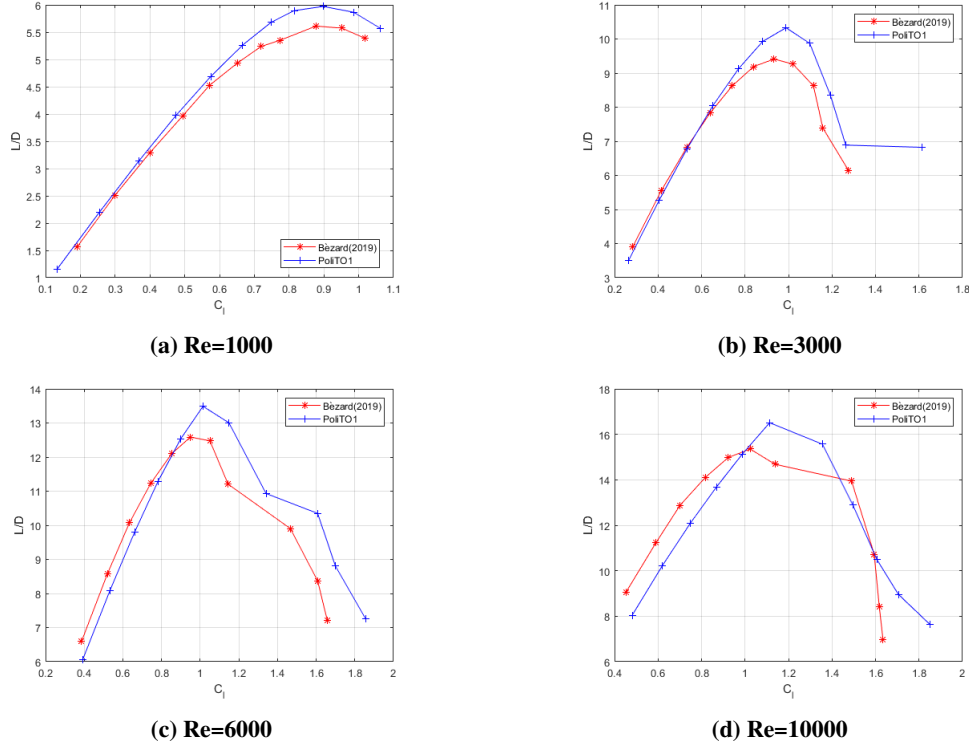 6
5.5
5
4.5
4
3.5
3
2.5
2
1.5
1
L/D
0.1 0.2 0.3 0.4 0.5 0.6 0.7 0.8 0.9 1 1.1
C_l
Bèzard(2019)
PoliTO1
(a) Re=1000
11
10
9
8
7
6
5
4
3
L/D
0.2 0.4 0.6 0.8 1 1.2 1.4 1.6 1.8
C_l
Bèzard(2019)
PoliTO1
(b) Re=3000
14
13
12
11
10
9
8
7
6
L/D
0.2 0.4 0.6 0.8 1 1.2 1.4 1.6 1.8 2
C_l
Bèzard(2019)
PoliTO1
(c) Re=6000
18
16
14
12
10
8
6
L/D
0.4 0.6 0.8 1 1.2 1.4 1.6 1.8 2
C_l
Bèzard(2019)
PoliTO1
(d) Re=10000